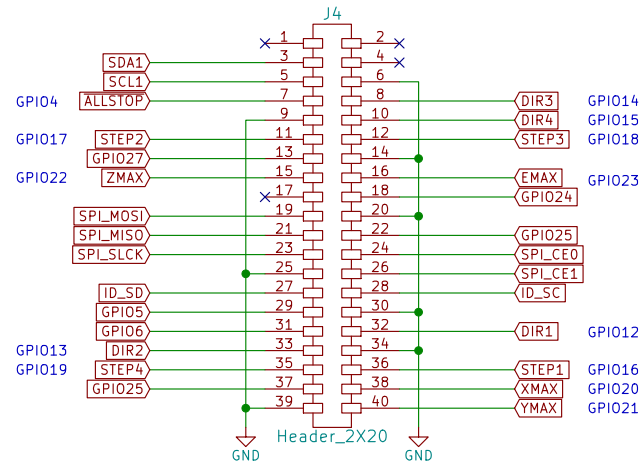 J4
1 2
SDA1 3 4
SCL1 5 6
GPIO4 ALLSTOP 7 8 DIR3 GPIO14
9 10 DIR4 GPIO15
GPIO17 STEP2 11 12 STEP3 GPIO18
GPIO27 13 14
GPIO22 ZMAX 15 16 EMAX GPIO23
17 18 GPIO24
SPI_MOSI 19 20
SPI_MISO 21 22 GPIO25
SPI_SLCK 23 24 SPI_CE0
25 26 SPI_CE1
ID_SD 27 28 ID_SC
GPIO5 29 30
GPIO6 31 32 DIR1 GPIO12
GPIO13 DIR2 33 34
GPIO19 STEP4 35 36 STEP1 GPIO16
GPIO25 37 38 XMAX GPIO20
39 40 YMAX GPIO21
Header_2X20
GND GND